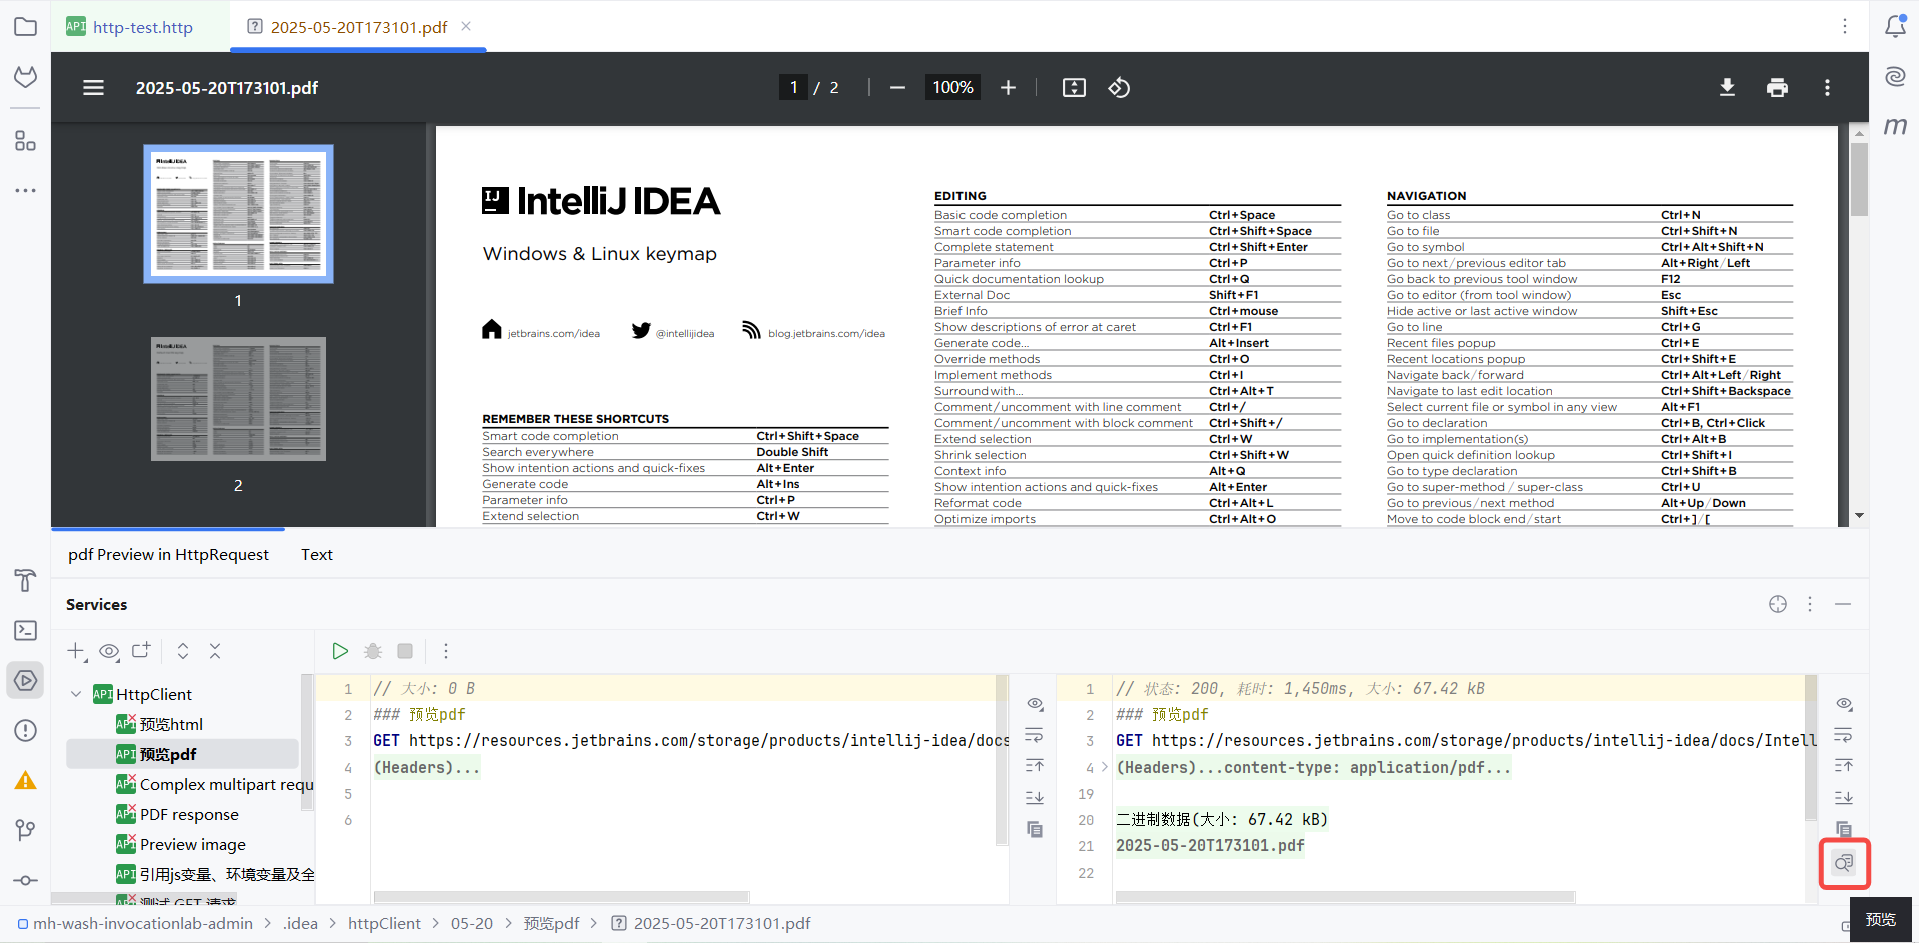 http-test.http
2025-05-20T173101.pdf
2025-05-20T173101.pdf
1 / 2
100%
1
2
IntelliJ IDEA
Windows & Linux keymap
jetbrains.com/idea
@intellijidea
blog.jetbrains.com/idea
REMEMBER THESE SHORTCUTS
Smart code completion Ctrl+Shift+Space
Search everywhere Double Shift
Show intention actions and quick-fixes Alt+Enter
Generate code Alt+Ins
Parameter info Ctrl+P
Extend selection Ctrl+W
EDITING
Basic code completion Ctrl+Space
Smart code completion Ctrl+Shift+Space
Complete statement Ctrl+Shift+Enter
Parameter info Ctrl+P
Quick documentation lookup Ctrl+Q
External Doc Shift+F1
Brief Info Ctrl+mouse
Show descriptions of error at caret Ctrl+F1
Generate code... Alt+Insert
Override methods Ctrl+O
Implement methods Ctrl+I
Surround with... Ctrl+Alt+T
Comment/uncomment with line comment Ctrl+/
Comment/uncomment with block comment Ctrl+Shift+/
Extend selection Ctrl+W
Shrink selection Ctrl+Shift+W
Context info Alt+Q
Show intention actions and quick-fixes Alt+Enter
Reformat code Ctrl+Alt+L
Optimize imports Ctrl+Alt+O
NAVIGATION
Go to class Ctrl+N
Go to file Ctrl+Shift+N
Go to symbol Ctrl+Alt+Shift+N
Go to next/previous editor tab Alt+Right/Left
Go back to previous tool window F12
Go to editor (from tool window) Esc
Hide active or last active window Shift+Esc
Go to line Ctrl+G
Recent files popup Ctrl+E
Recent locations popup Ctrl+Shift+E
Navigate back/forward Ctrl+Alt+Left/Right
Navigate to last edit location Ctrl+Shift+Backspace
Select current file or symbol in any view Alt+F1
Go to declaration Ctrl+B, Ctrl+Click
Go to implementation(s) Ctrl+Alt+B
Open quick definition lookup Ctrl+Shift+I
Go to type declaration Ctrl+Shift+B
Go to super-method / super-class Ctrl+U
Go to previous/next method Alt+Up/Down
Move to code block end/start Ctrl+]/[
pdf Preview in HttpRequest
Text
Services
HttpClient
预览html
预览pdf
Complex multipart requ
PDF response
Preview image
引用js变量、环境变量及全
测试 GET 请求
1 // 大小: 0 B
2 ### 预览pdf
3 GET https://resources.jetbrains.com/storage/products/intellij-idea/docs
4 (Headers)...
5
6
1 // 状态: 200, 耗时: 1,450ms, 大小: 67.42 kB
2 ### 预览pdf
3 GET https://resources.jetbrains.com/storage/products/intellij-idea/docs/Intell
4 (Headers)...content-type: application/pdf...
19
20 二进制数据(大小: 67.42 kB)
21 2025-05-20T173101.pdf
22
预览
mh-wash-invocationlab-admin > .idea > httpClient > 05-20 > 预览pdf > 2025-05-20T173101.pdf